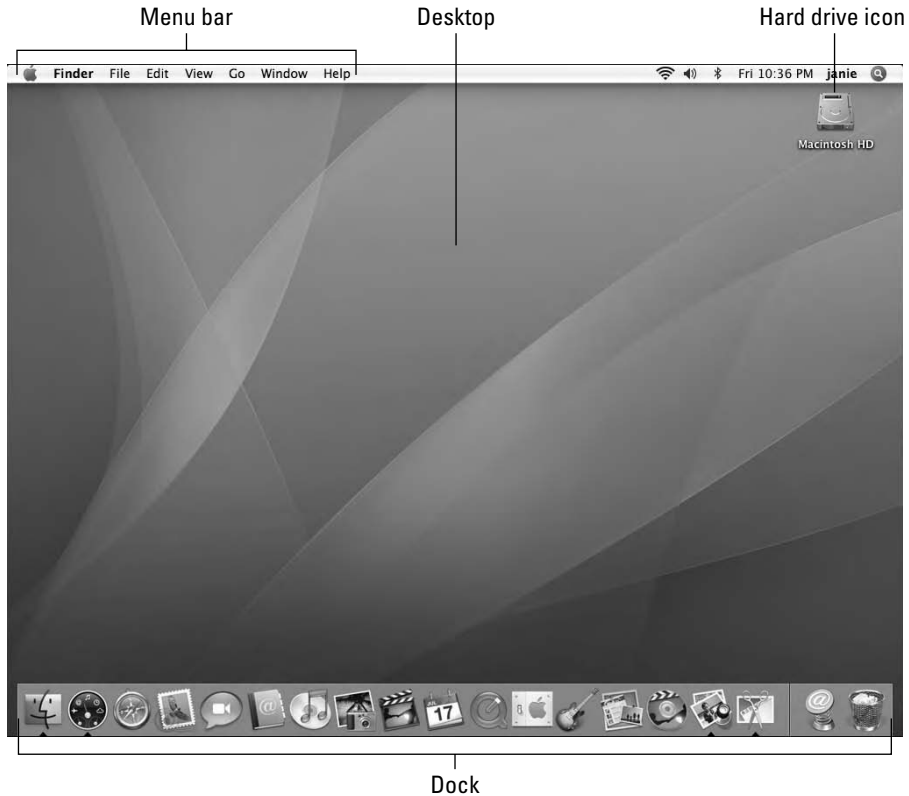 Menu bar
Desktop
Hard drive icon
Finder File Edit View Go Window Help
Fri 10:36 PM janie
Macintosh HD
17
Dock